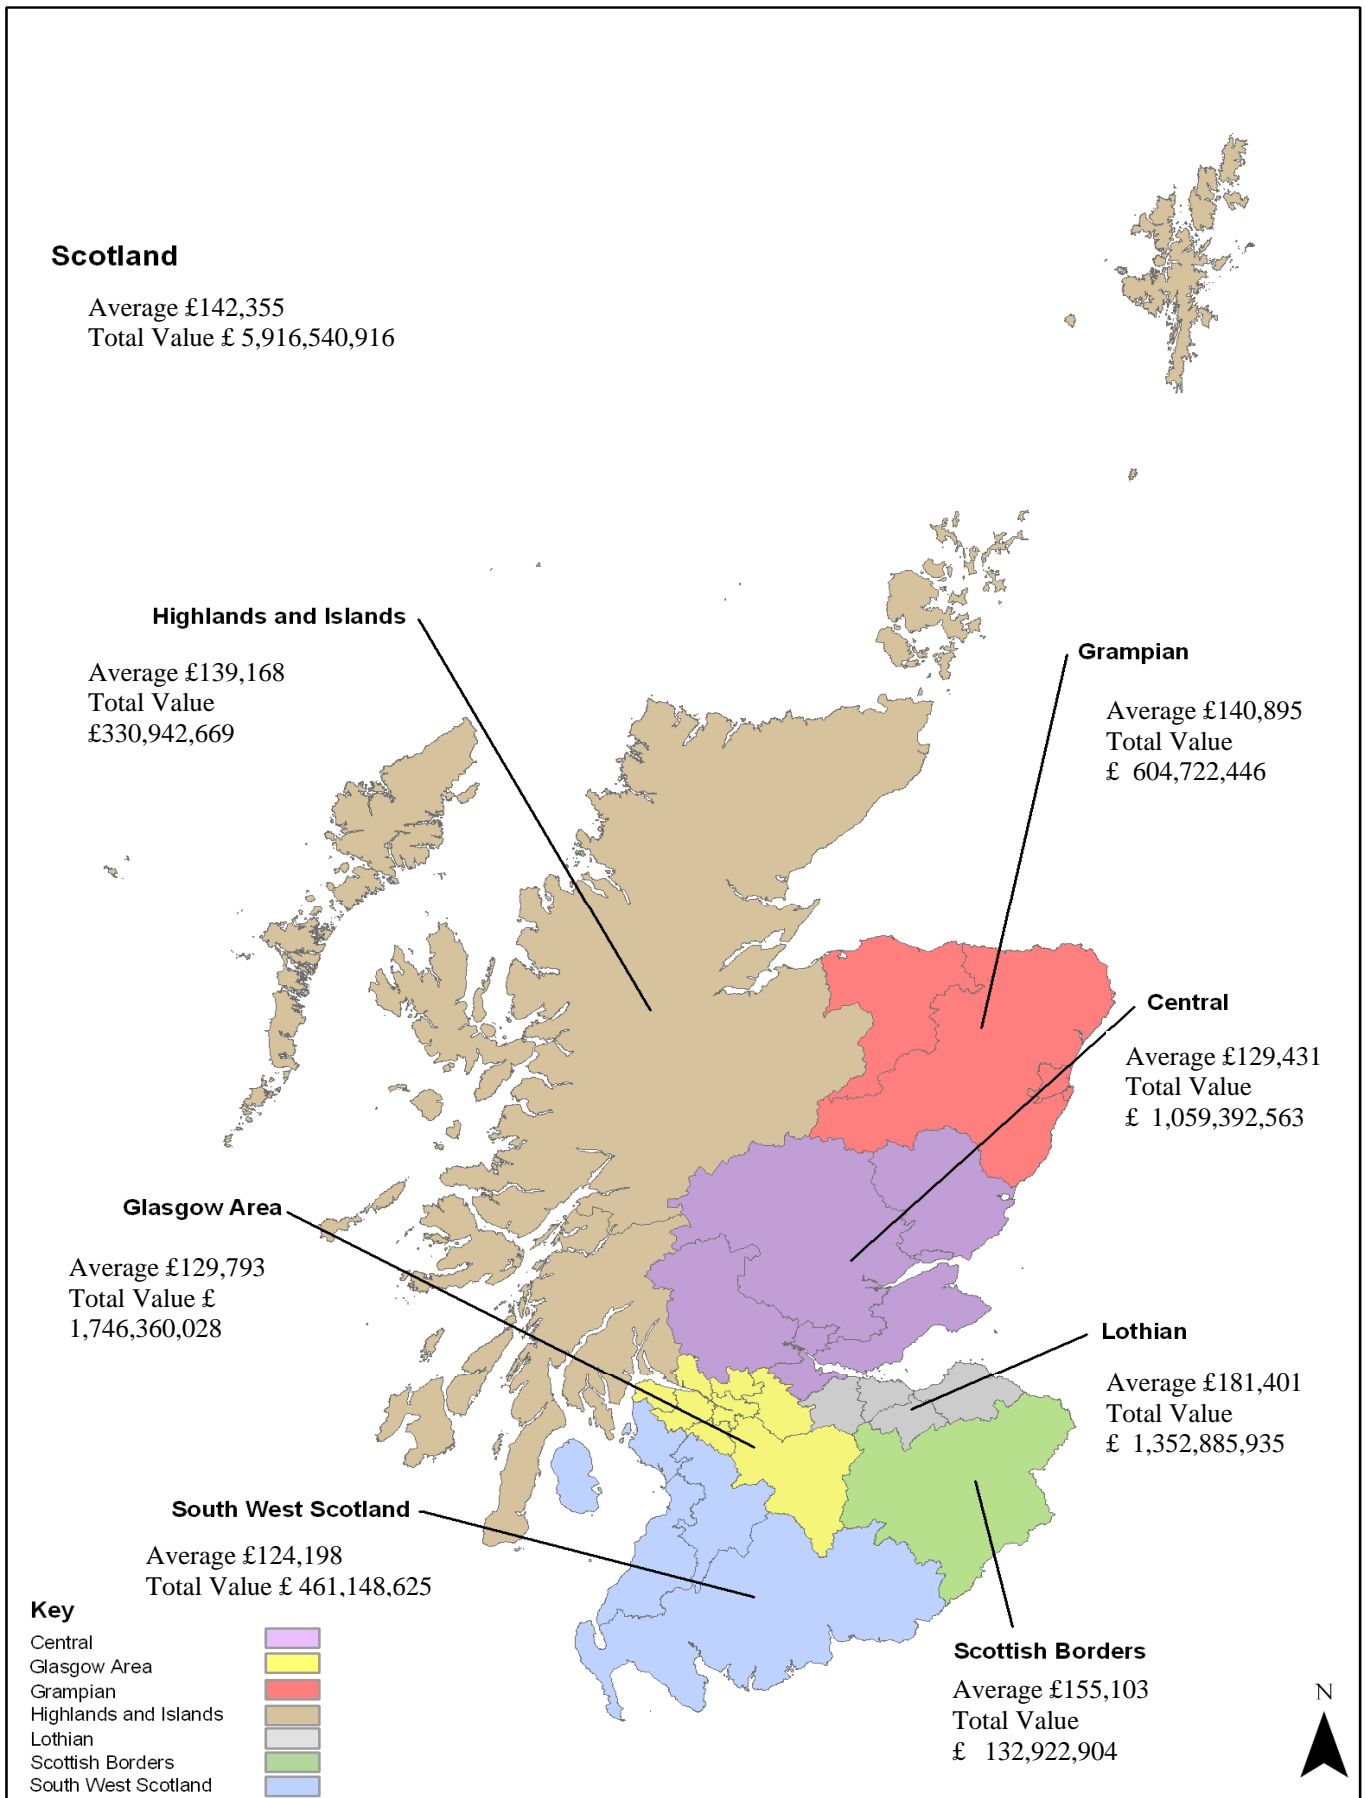 Scotland
Average £142,355
Total Value £ 5,916,540,916
Highlands and Islands
Average £139,168
Total Value
£330,942,669
Grampian
Average £140,895
Total Value
£ 604,722,446
Central
Average £129,431
Total Value
£ 1,059,392,563
Glasgow Area
Average £129,793
Total Value £
1,746,360,028
Lothian
Average £181,401
Total Value
£ 1,352,885,935
South West Scotland
Average £124,198
Total Value £ 461,148,625
Scottish Borders
Average £155,103
Total Value
£ 132,922,904
Key
Central
Glasgow Area
Grampian
Highlands and Islands
Lothian
Scottish Borders
South West Scotland
N